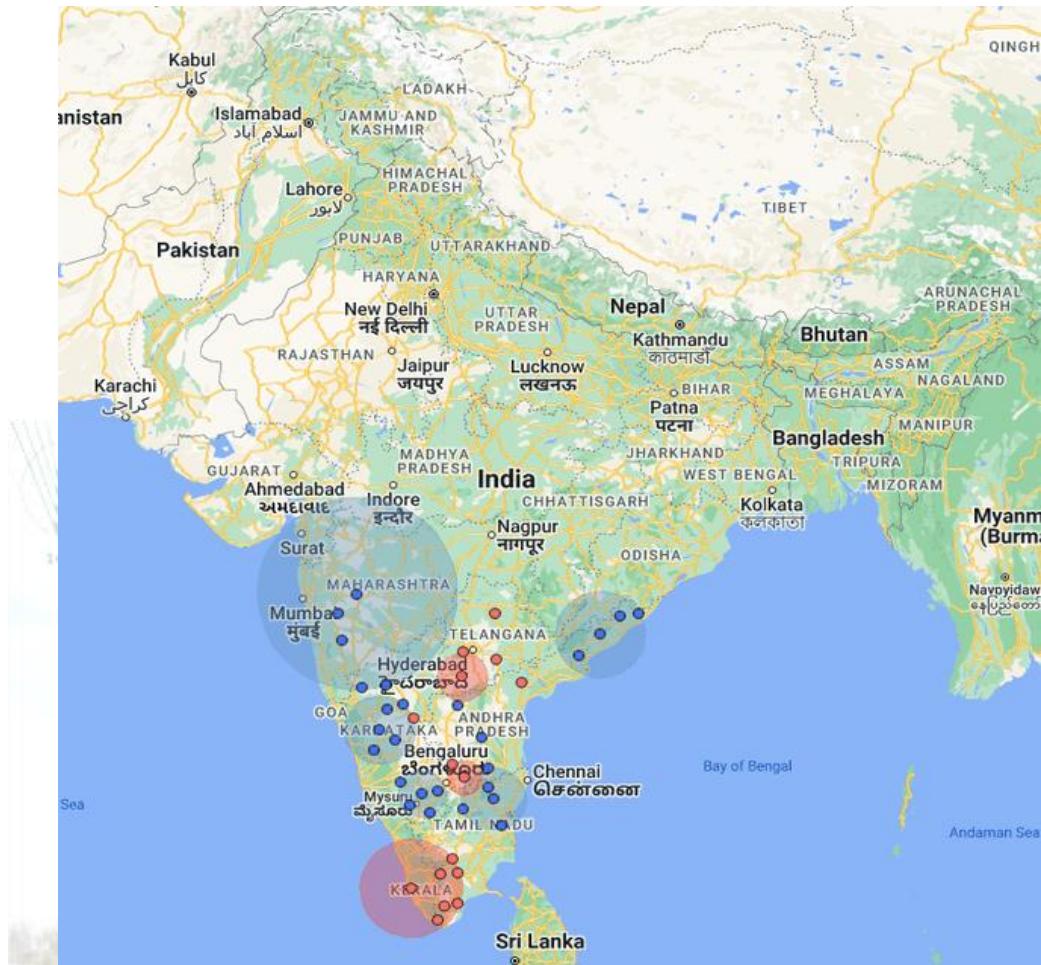 QINGH
Kabul
کابل
LADAKH
anistan
Islamabad
اسلام آباد
JAMMU AND
KASHMIR
HIMACHAL
PRADESH
Lahore
لاہور
TIBET
PUNJAB
UTTARAKHAND
Pakistan
HARYANA
ARUNACHAL
PRADESH
New Delhi
नई दिल्ली
UTTAR
PRADESH
Nepal
Kathmandu
काठमाडौं
Bhutan
RAJASTHAN
Jaipur
जयपुर
Lucknow
लखनऊ
ASSAM
NAGALAND
Karachi
کراچی
BIHAR
MEGHALAYA
Patna
पटना
MANIPUR
Bangladesh
MADHYA
PRADESH
JHARKHAND
TRIPURA
GUJARAT
India
WEST BENGAL
MIZORAM
Ahmedabad
અમદાવાદ
Indore
इन्दौर
CHHATTISGARH
Kolkata
কলকাতা
Nagpur
नागपूर
Myanm
(Burma
Surat
ODISHA
MAHARASHTRA
Mumbai
मुंबई
Naypyidaw
နေပြည်တော်
TELANGANA
Hyderabad
GOA
KARNATAKA
ANDHRA
PRADESH
Bengaluru
Chennai
சென்னை
Bay of Bengal
Sea
Mysuru
ಮೈಸೂರು
TAMIL NADU
Andaman Sea
KERALA
Sri Lanka